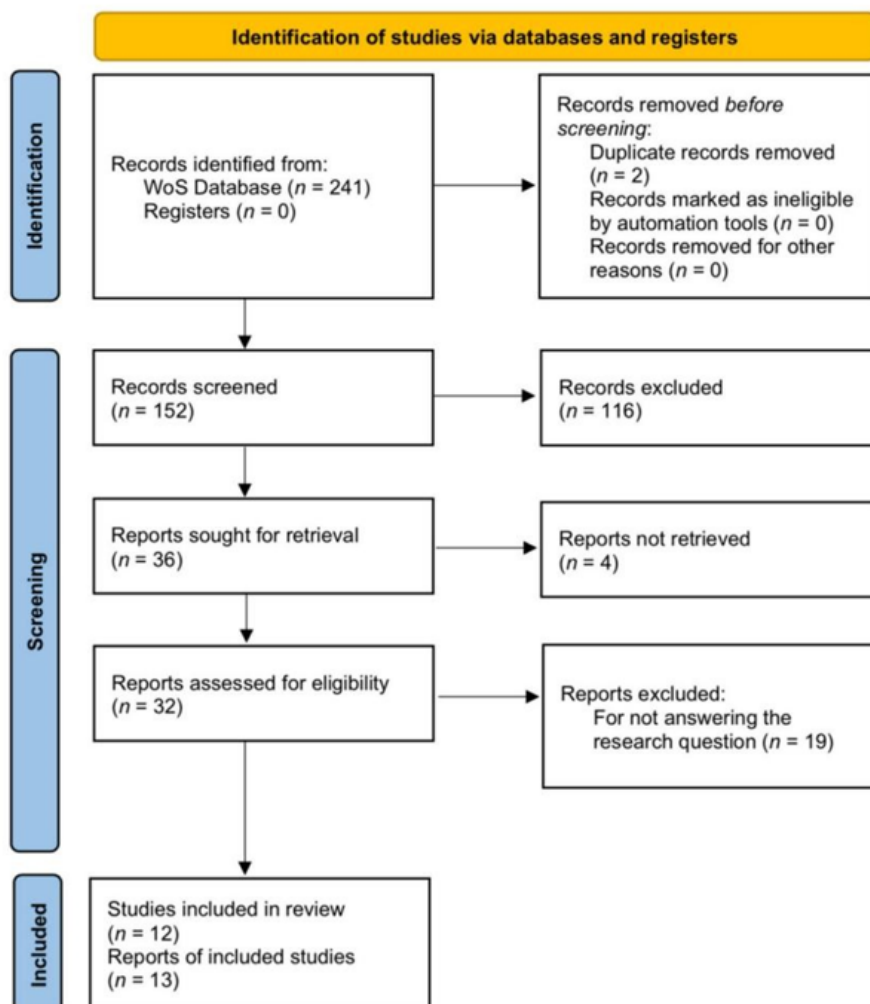 Identification of studies via databases and registers
Identification
Records identified from:
WoS Database (n = 241)
Registers (n = 0)
Records removed before
screening:
Duplicate records removed
(n = 2)
Records marked as ineligible
by automation tools (n = 0)
Records removed for other
reasons (n = 0)
Screening
Records screened
(n = 152)
Records excluded
(n = 116)
Reports sought for retrieval
(n = 36)
Reports not retrieved
(n = 4)
Reports assessed for eligibility
(n = 32)
Reports excluded:
For not answering the
research question (n = 19)
Included
Studies included in review
(n = 12)
Reports of included studies
(n = 13)